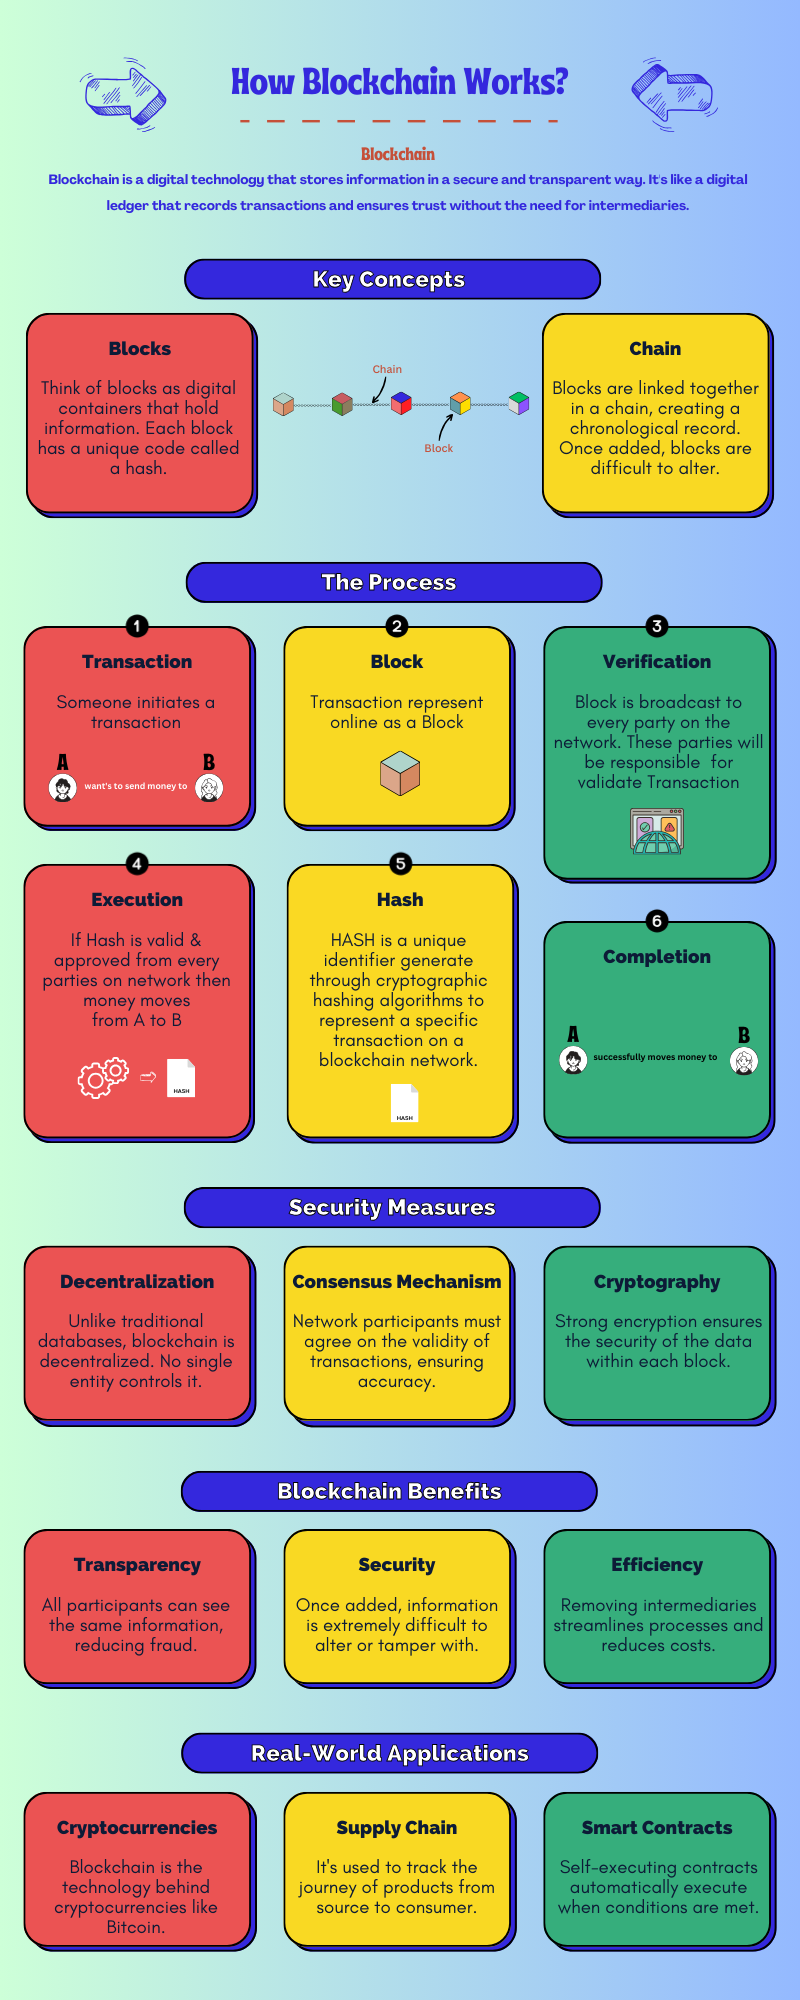 How Blockchain Works?
Blockchain
Blockchain is a digital technology that stores information in a secure and transparent way. It's like a digital
ledger that records transactions and ensures trust without the need for intermediaries.
Key Concepts
Blocks
Think of blocks as digital
containers that hold
information. Each block
has a unique code called
a hash.
Chain
Block
Chain
Blocks are linked together
in a chain, creating a
chronological record.
Once added, blocks are
difficult to alter.
The Process
1
Transaction
Someone initiates a
transaction
A
want's to send money to
B
2
Block
Transaction represent
online as a Block
3
Verification
Block is broadcast to
every party on the
network. These parties will
be responsible  for
validate Transaction
4
Execution
If Hash is valid &
approved from every
parties on network then
money moves
from A to B
HASH
5
Hash
HASH is a unique
identifier generate
through cryptographic
hashing algorithms to
represent a specific
transaction on a
blockchain network.
HASH
6
Completion
A
successfully moves money to
B
Security Measures
Decentralization
Unlike traditional
databases, blockchain is
decentralized. No single
entity controls it.
Consensus Mechanism
Network participants must
agree on the validity of
transactions, ensuring
accuracy.
Cryptography
Strong encryption ensures
the security of the data
within each block.
Blockchain Benefits
Transparency
All participants can see
the same information,
reducing fraud.
Security
Once added, information
is extremely difficult to
alter or tamper with.
Efficiency
Removing intermediaries
streamlines processes and
reduces costs.
Real-World Applications
Cryptocurrencies
Blockchain is the
technology behind
cryptocurrencies like
Bitcoin.
Supply Chain
It's used to track the
journey of products from
source to consumer.
Smart Contracts
Self-executing contracts
automatically execute
when conditions are met.